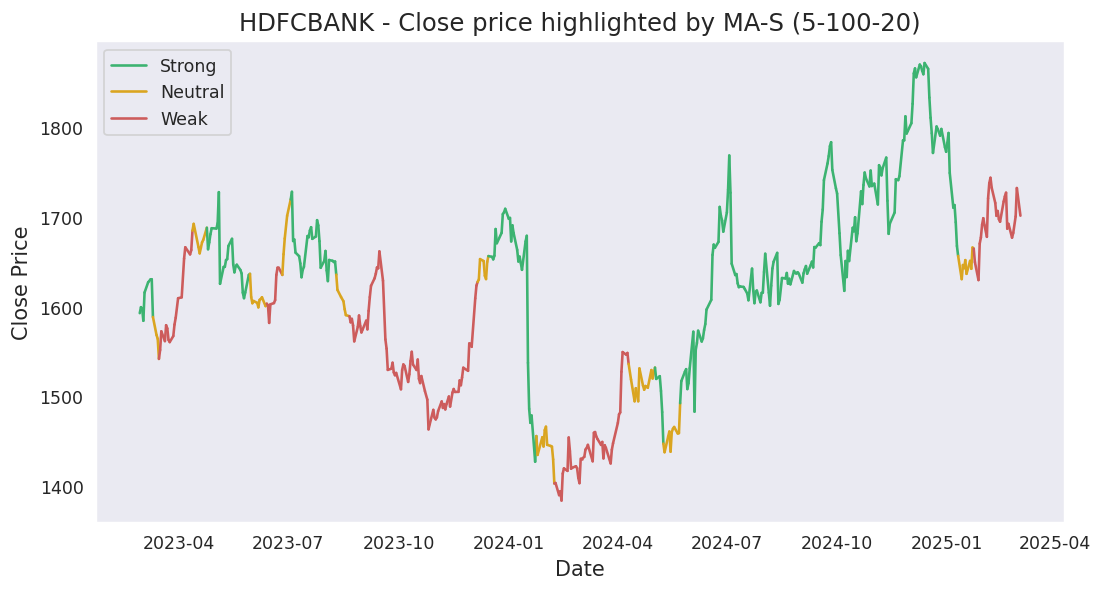 HDFCBANK - Close price highlighted by MA-S (5-100-20)
Strong
Neutral
Weak
Close Price
1800
1700
1600
1500
1400
2023-04 2023-07 2023-10 2024-01 2024-04 2024-07 2024-10 2025-01 2025-04
Date